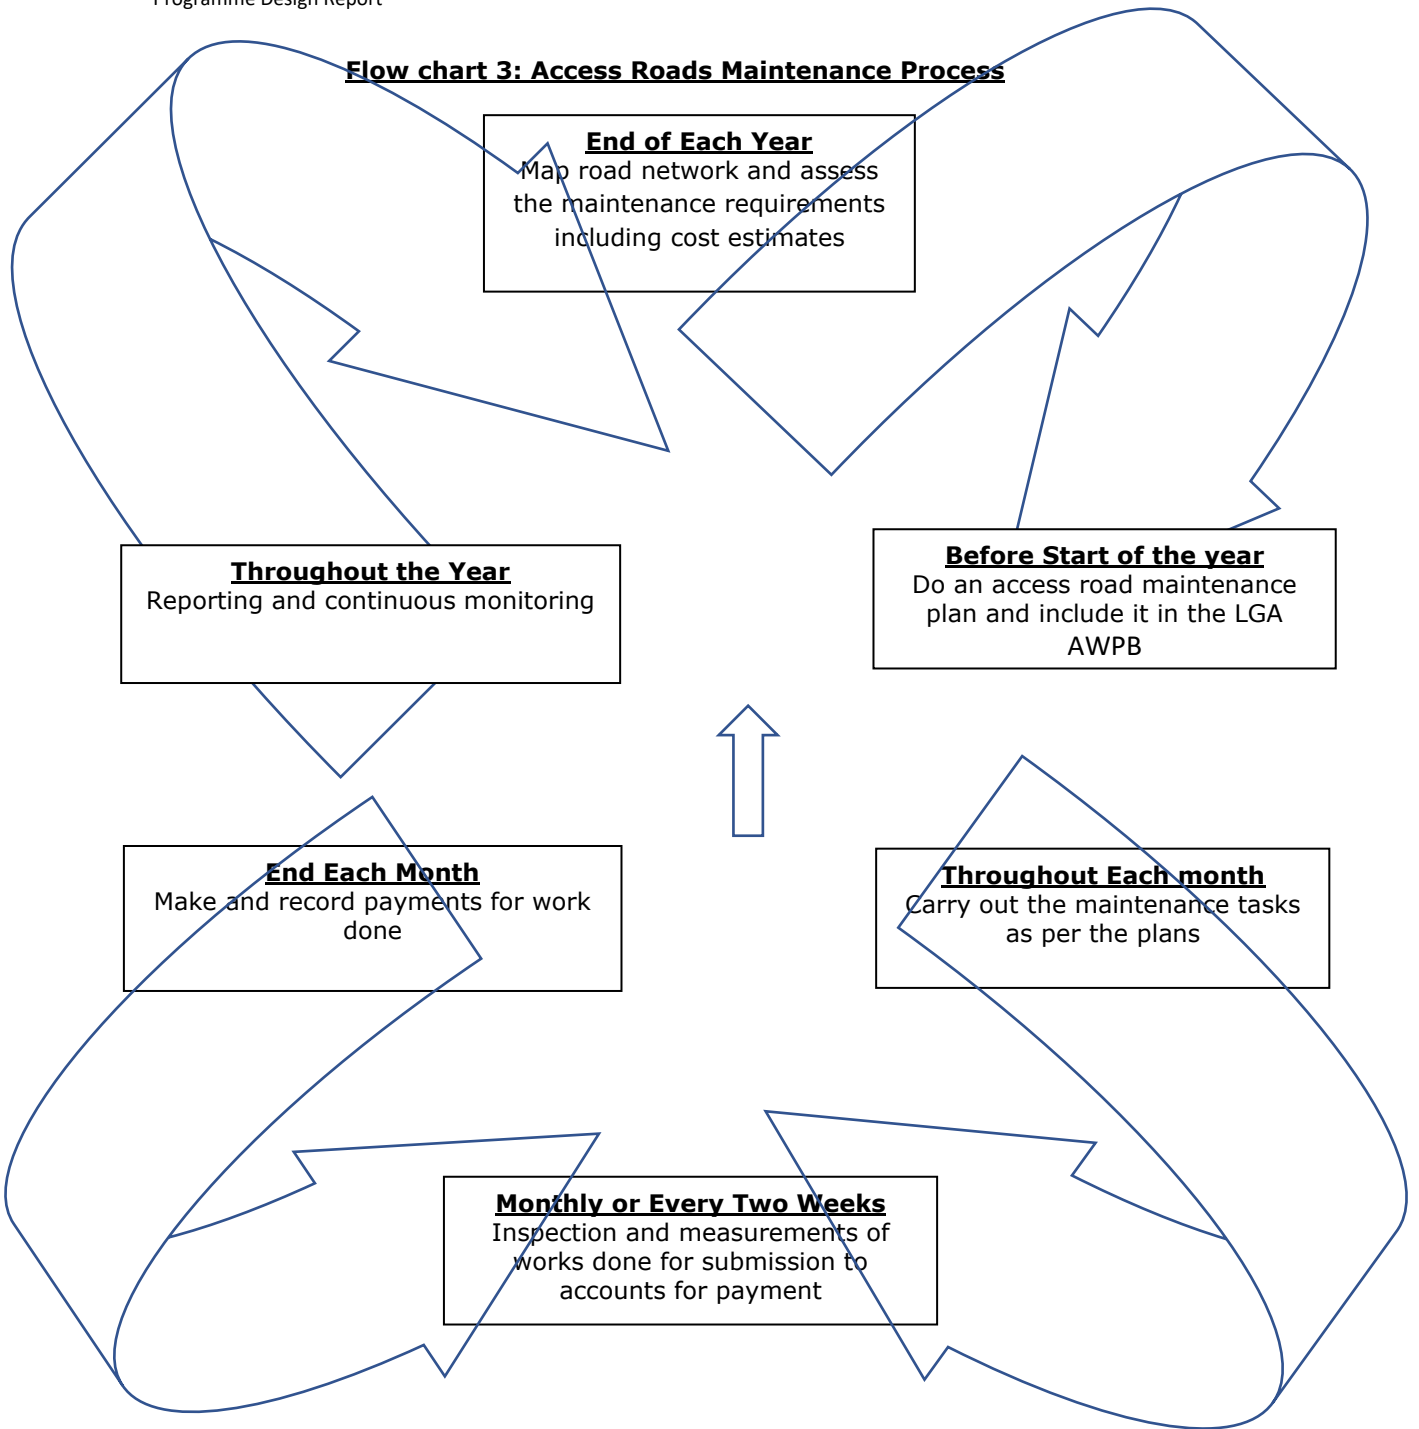 Programme Design Report
Flow chart 3: Access Roads Maintenance Process
End of Each Year
Map road network and assess
the maintenance requirements
including cost estimates
Throughout the Year
Reporting and continuous monitoring
Before Start of the year
Do an access road maintenance
plan and include it in the LGA
AWPB
End Each Month
Make and record payments for work
done
Throughout Each month
Carry out the maintenance tasks
as per the plans
Monthly or Every Two Weeks
Inspection and measurements of
works done for submission to
accounts for payment